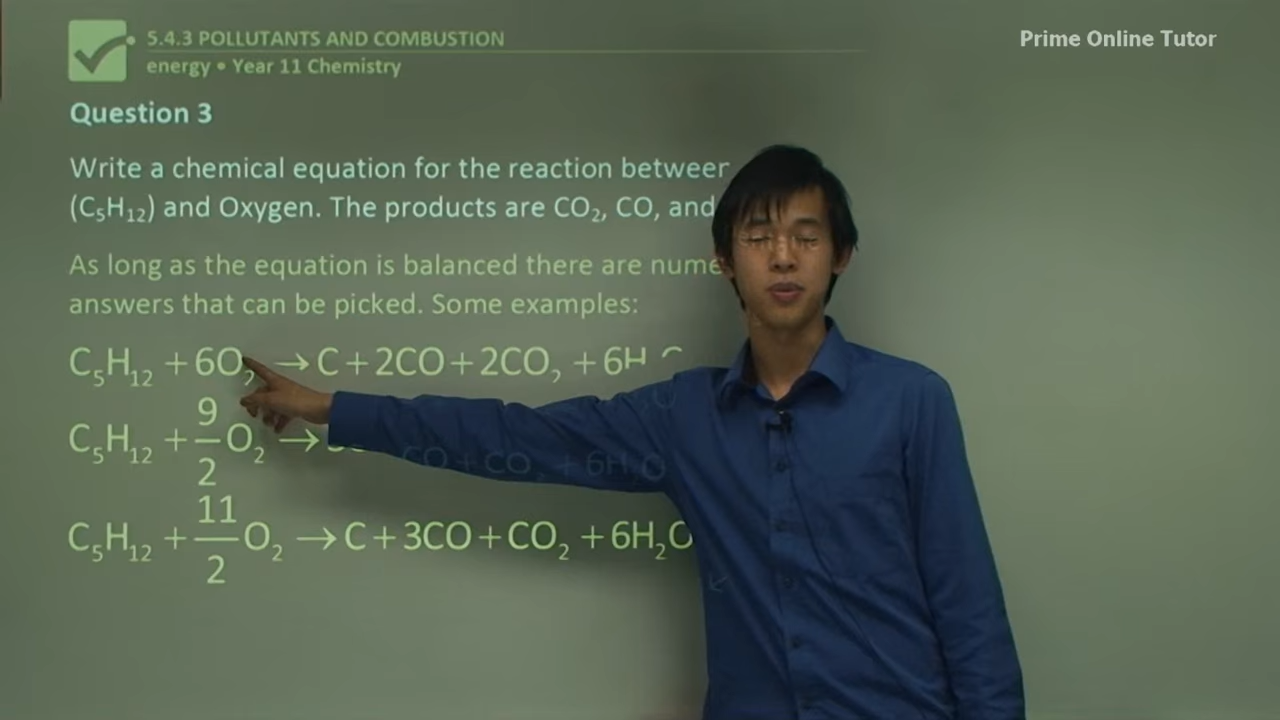 5.4.3 POLLUTANTS AND COMBUSTION
Prime Online Tutor
energy • Year 11 Chemistry
Question 3
Write a chemical equation for the reaction between
(C₅H₁₂) and Oxygen. The products are CO₂, CO, and
As long as the equation is balanced there are
answers that can be picked. Some examples:
C₅H₁₂ + 6O₂ → C + 2CO + 2CO₂ + 6H
C₅H₁₂ + 9/2 O₂ → CO + CO₂ + 6H₂O
C₅H₁₂ + 11/2 O₂ → C + 3CO + CO₂ + 6H₂O